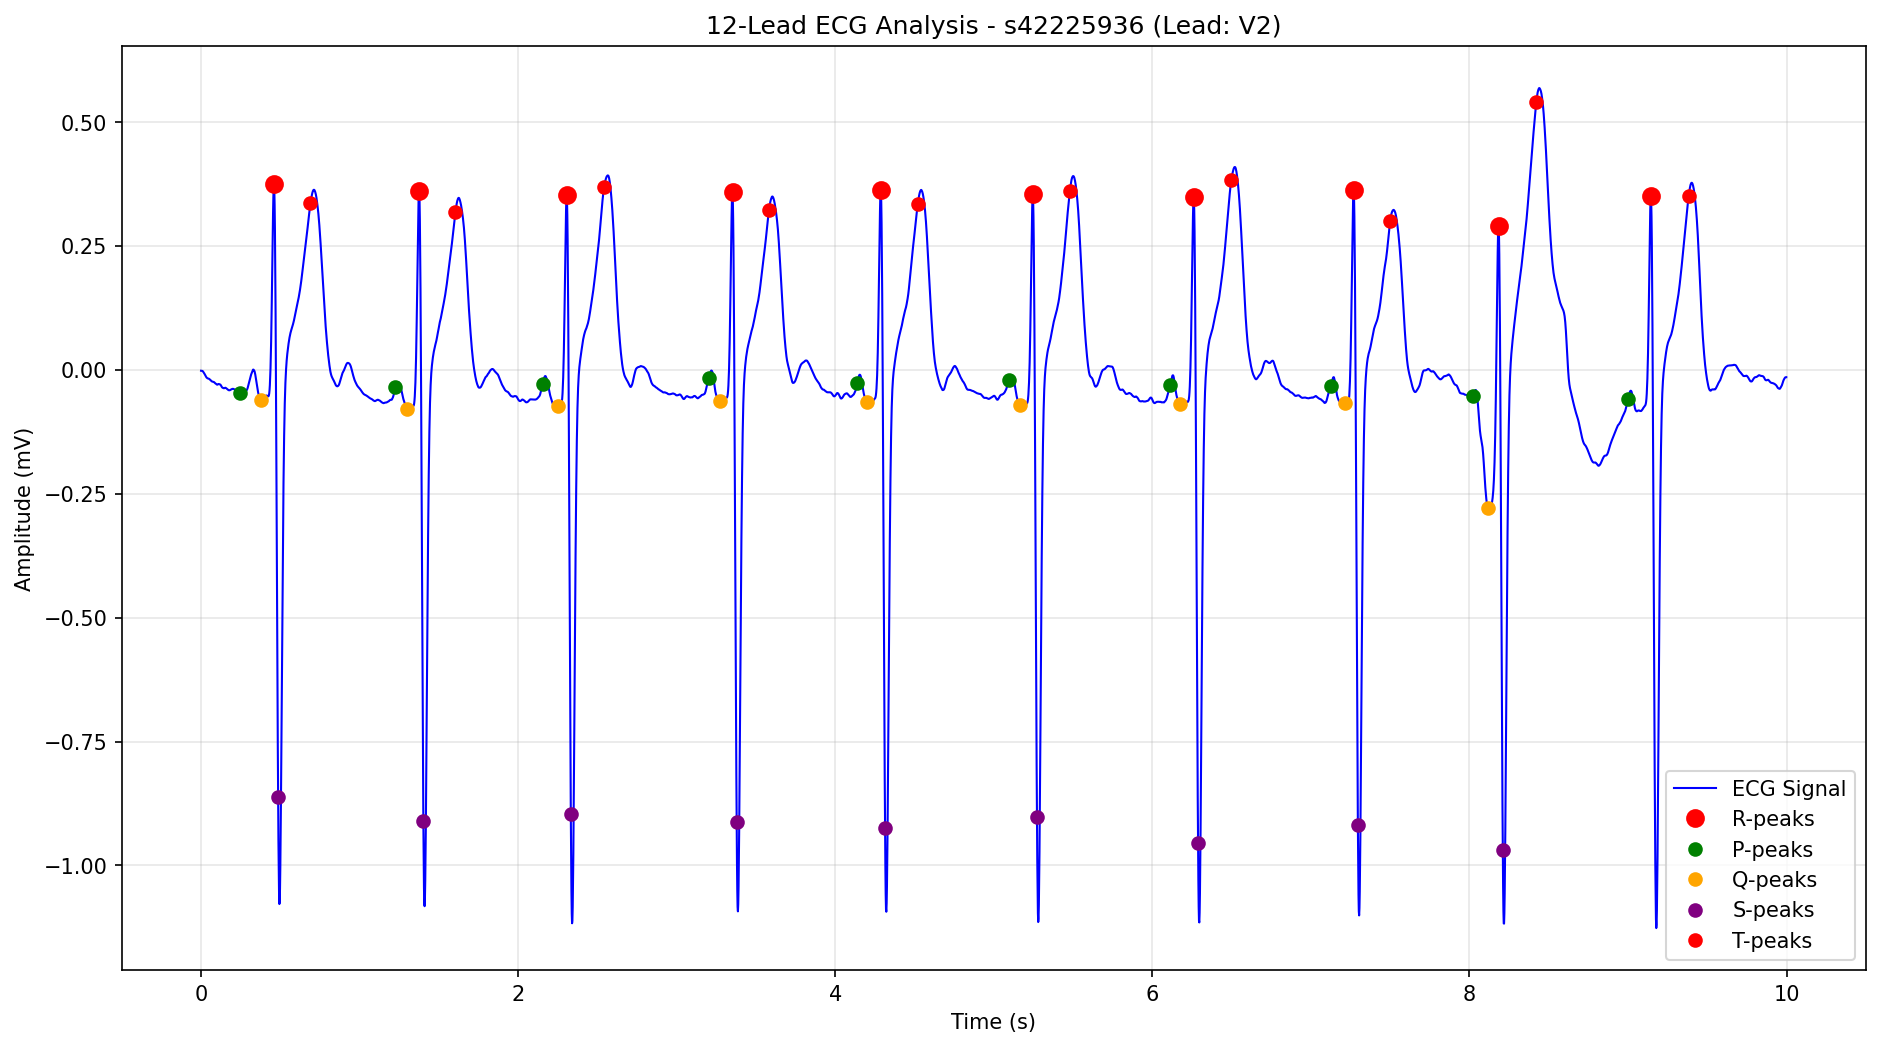 12-Lead ECG Analysis - s42225936 (Lead: V2)
Amplitude (mV)
0.50
0.25
0.00
−0.25
−0.50
−0.75
−1.00
0 2 4 6 8 10
Time (s)
ECG Signal
R-peaks
P-peaks
Q-peaks
S-peaks
T-peaks